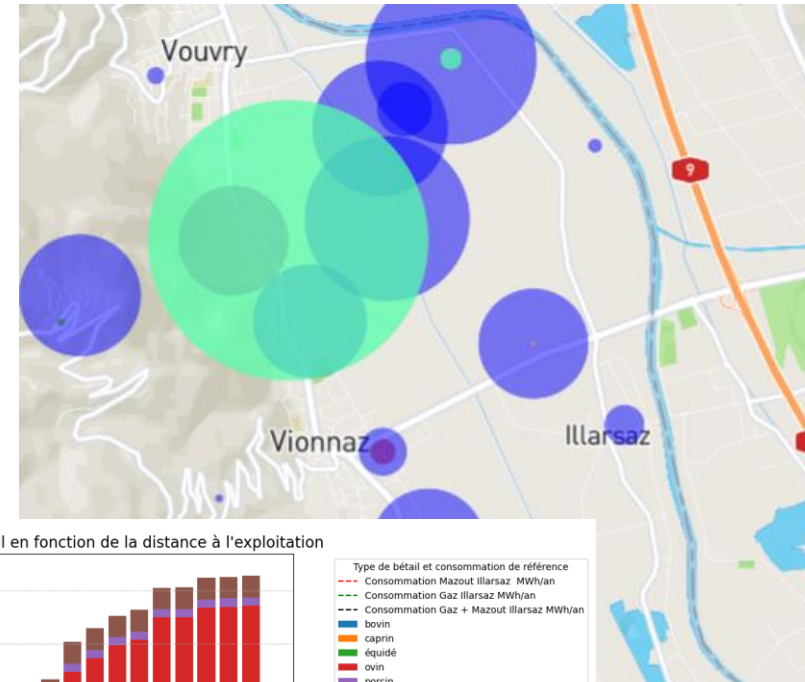 Vouvry
9
Vionnaz
Illarsaz
l en fonction de la distance à l'exploitation
Type de bétail et consommation de référence
Consommation Mazout Illarsaz MWh/an
Consommation Gaz Illarsaz MWh/an
Consommation Gaz + Mazout Illarsaz MWh/an
bovin
caprin
équidé
ovin
porcin